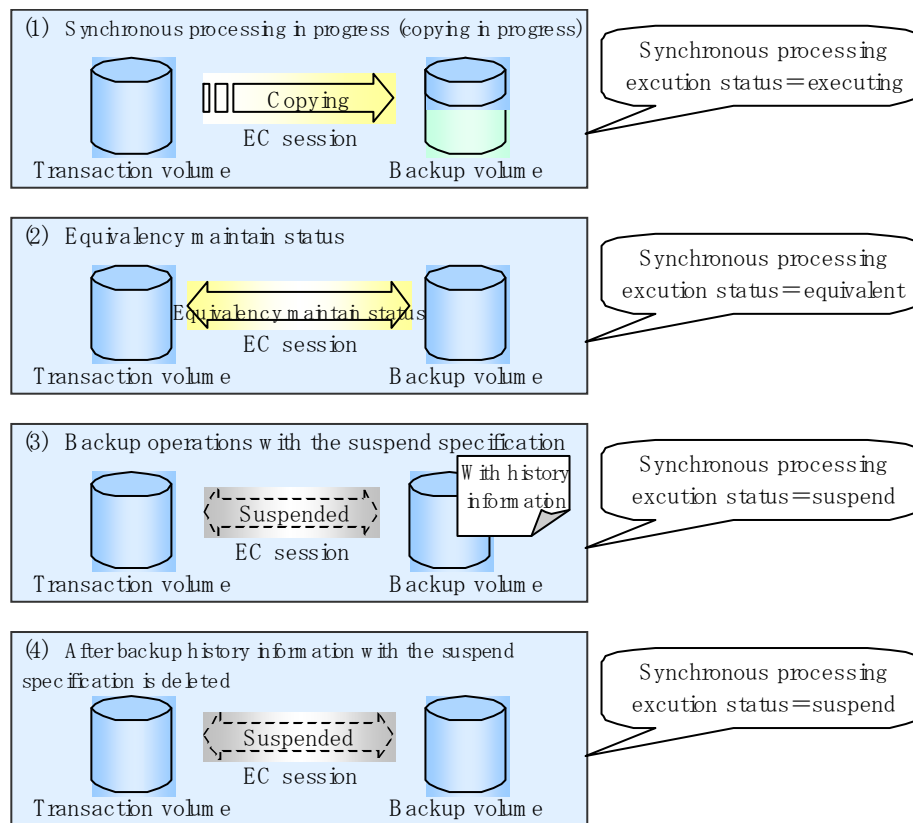 (1) Synchronous processing in progress (copying in progress)
Copying
EC session
Transaction volume
Backup volume
Synchronous processing
excution status=executing
(2) Equivalency maintain status
Equivalency maintain status
EC session
Transaction volume
Backup volume
Synchronous processing
excution status=equivalent
(3) Backup operations with the suspend specification
With history
information
Suspended
EC session
Transaction volume
Backup volume
Synchronous processing
excution status=suspend
(4) After backup history information with the suspend
specification is deleted
Suspended
EC session
Transaction volume
Backup volume
Synchronous processing
excution status=suspend